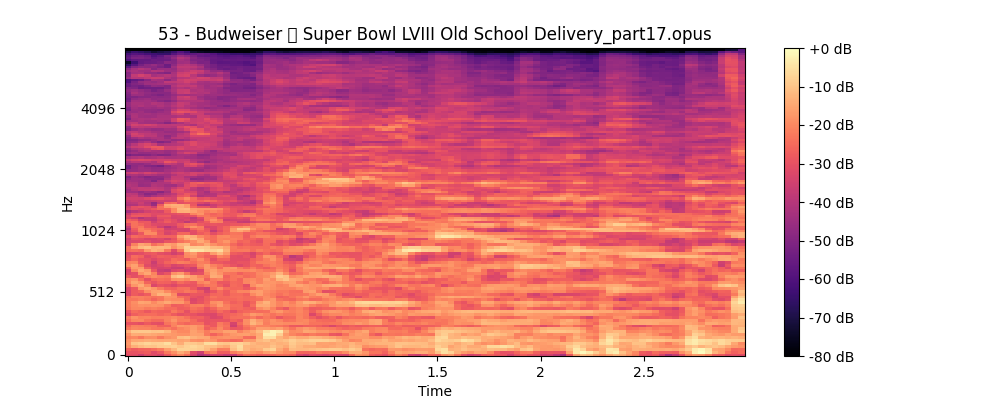 53 - Budweiser ▯ Super Bowl LVIII Old School Delivery_part17.opus
Hz
4096
2048
1024
512
0
0 0.5 1 1.5 2 2.5
Time
+0 dB
-10 dB
-20 dB
-30 dB
-40 dB
-50 dB
-60 dB
-70 dB
-80 dB